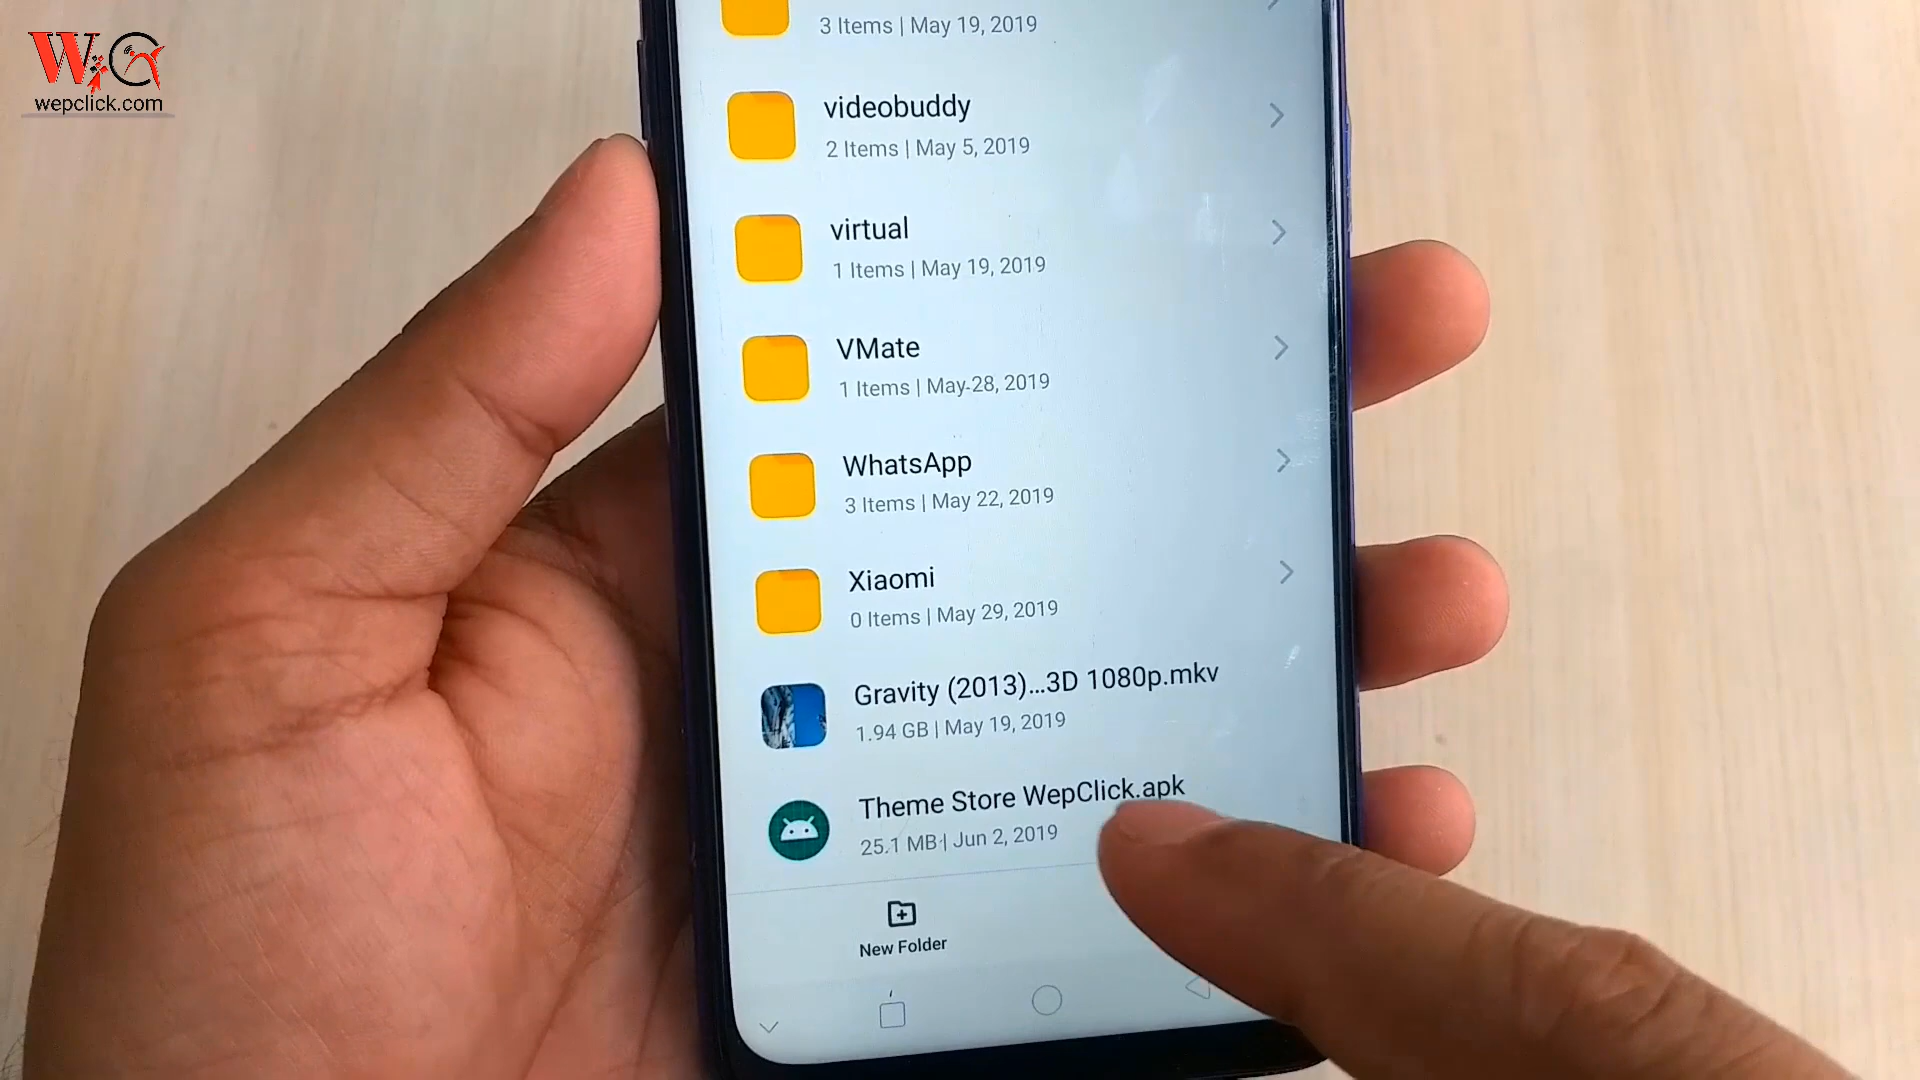 WC
wepclick.com
3 Items | May 19, 2019
videobuddy
2 Items | May 5, 2019
virtual
1 Items | May 19, 2019
VMate
1 Items | May 28, 2019
WhatsApp
3 Items | May 22, 2019
Xiaomi
0 Items | May 29, 2019
Gravity (2013)...3D 1080p.mkv
1.94 GB | May 19, 2019
Theme Store WepClick.apk
25.1 MB | Jun 2, 2019
New Folder